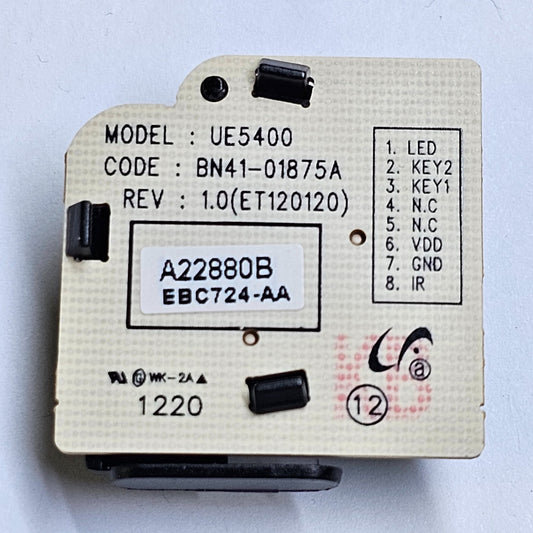 MODEL : UE5400
CODE : BN41-01875A
REV : 1.0(ET120120)
1. LED
2. KEY2
3. KEY1
4. N.C
5. N.C
6. VDD
7. GND
8. IR
A22880B
EBC724-AA
WK-2A
1220
12
a
KB